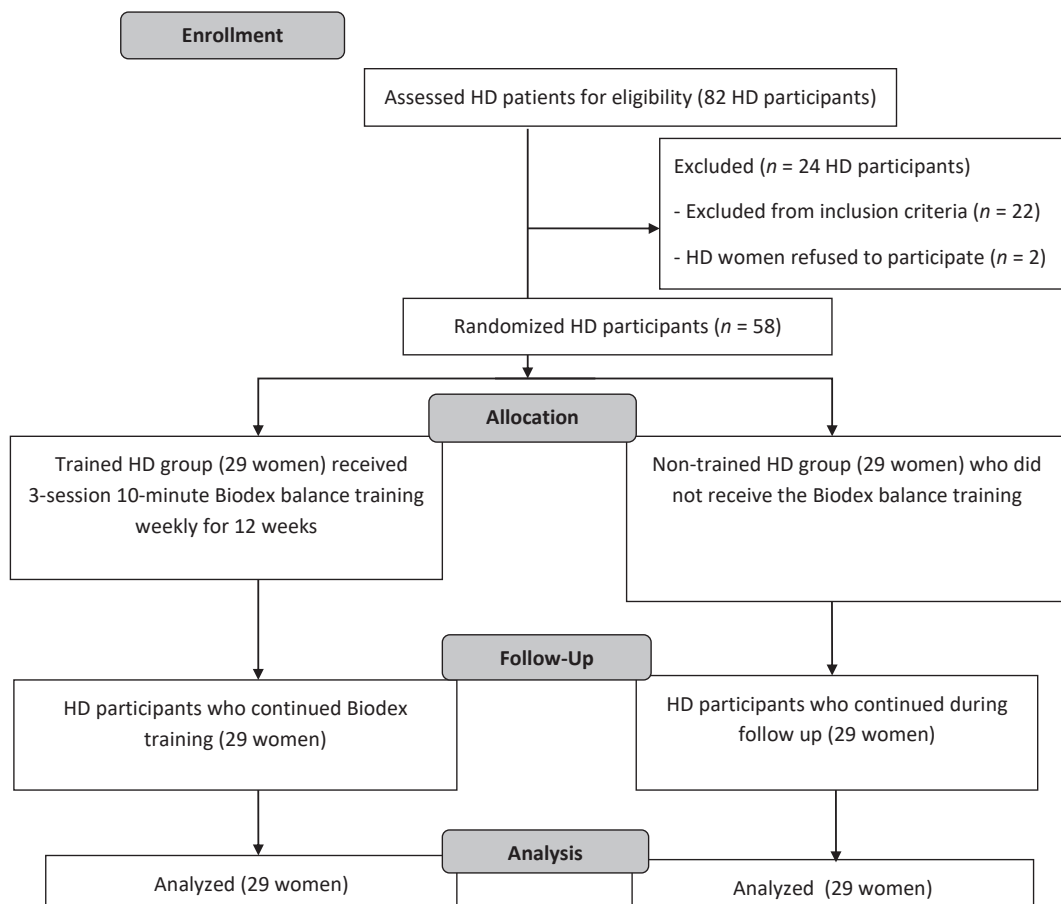 Enrollment
Assessed HD patients for eligibility (82 HD participants)
Excluded (n = 24 HD participants)
- Excluded from inclusion criteria (n = 22)
- HD women refused to participate (n = 2)
Randomized HD participants (n = 58)
Allocation
Trained HD group (29 women) received
3-session 10-minute Biodex balance training
weekly for 12 weeks
Non-trained HD group (29 women) who did
not receive the Biodex balance training
Follow-Up
HD participants who continued Biodex
training (29 women)
HD participants who continued during
follow up (29 women)
Analysis
Analyzed (29 women)
Analyzed  (29 women)